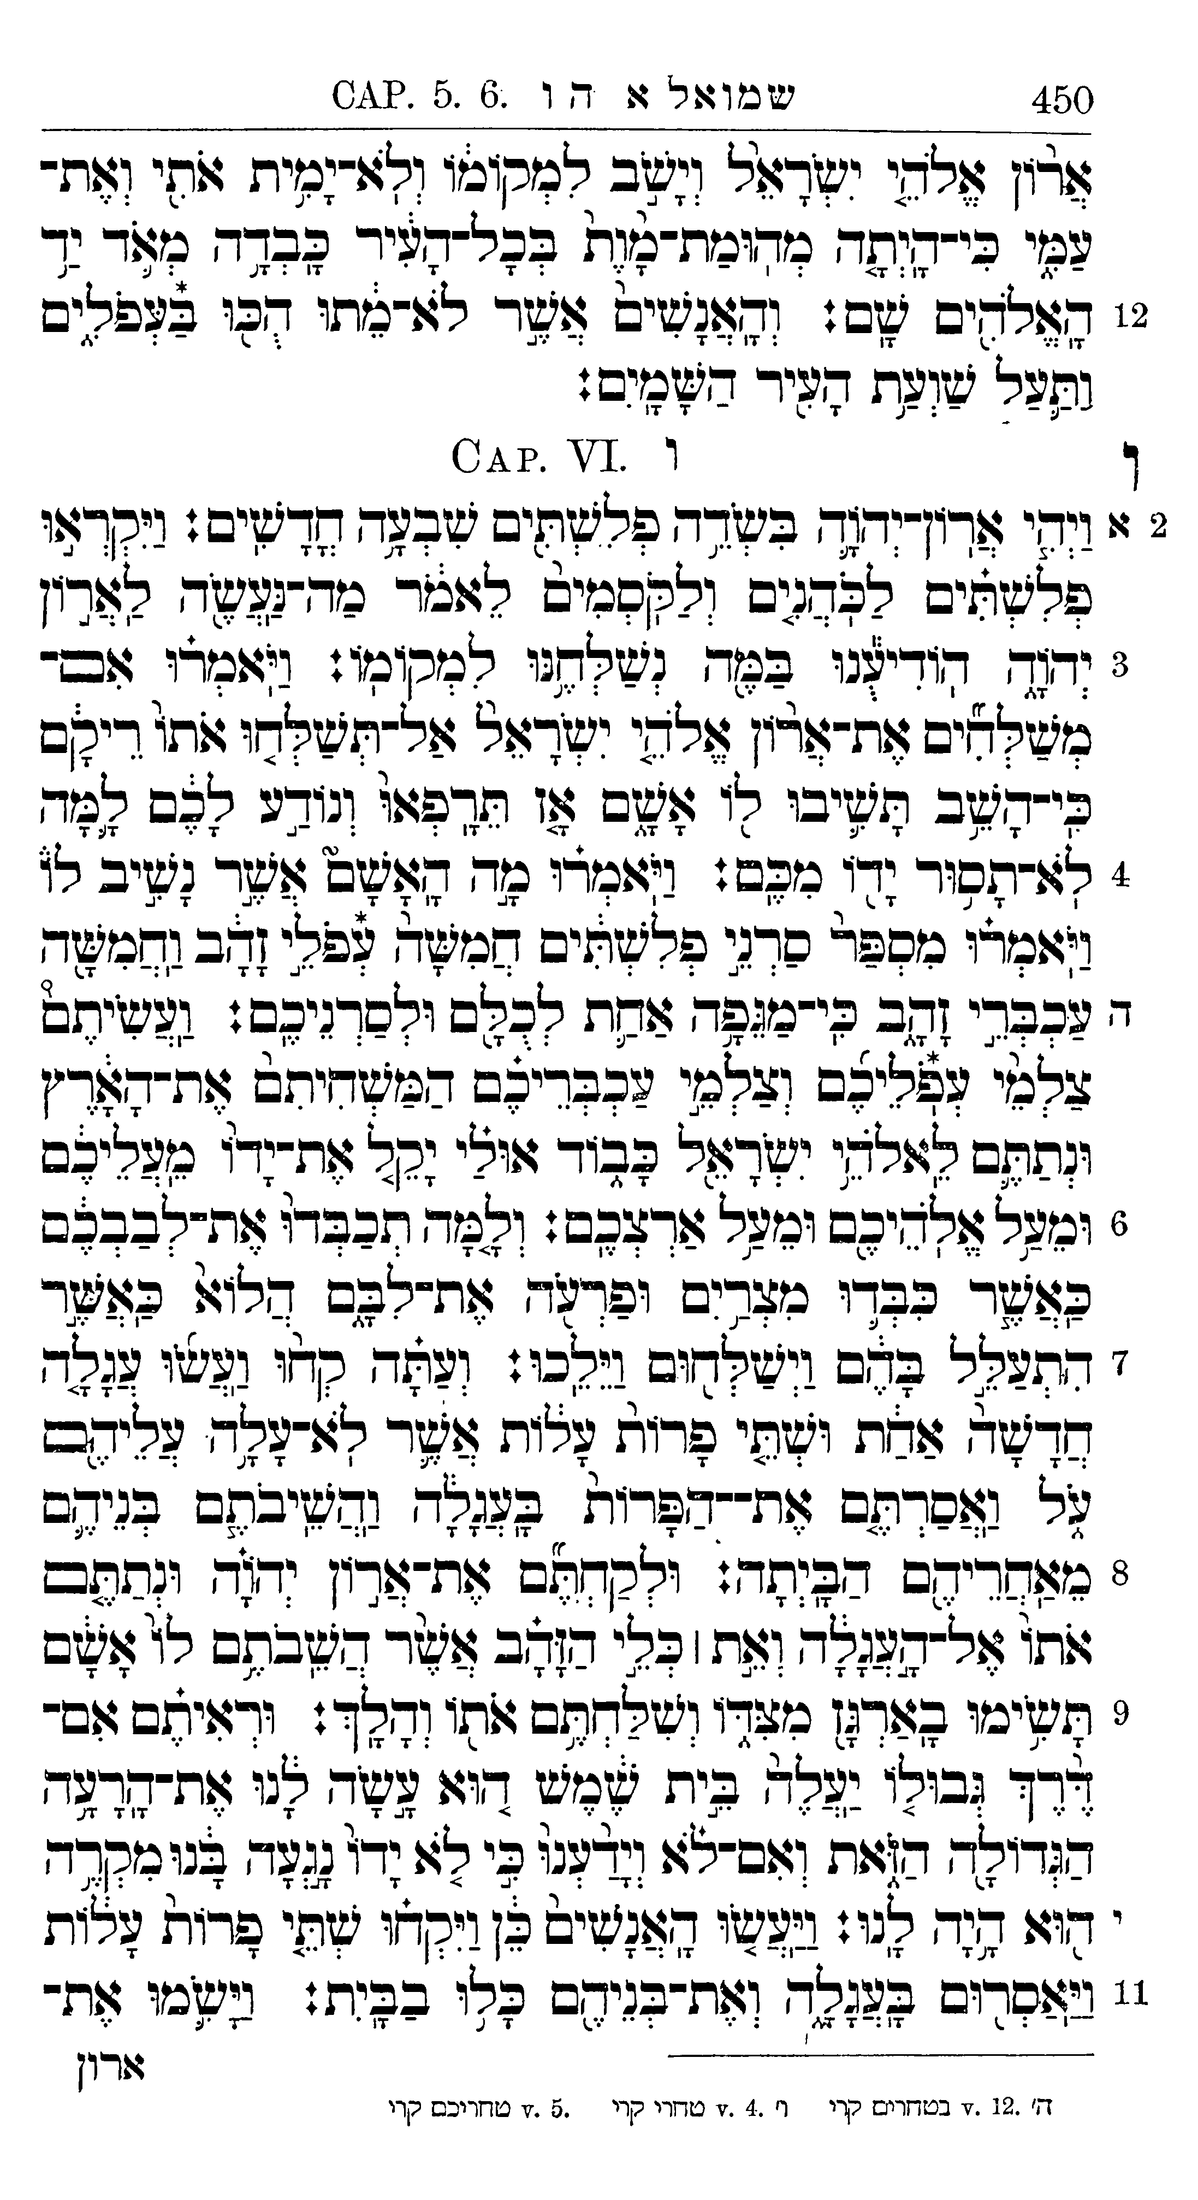 450 שמואל א ה ו CAP. 5. 6.
אֲר֨וֹן אֱלֹהֵ֤י יִשְׂרָאֵל֙ וְיָשֹׁ֣ב לִמְקוֹמ֔וֹ וְלֹֽא־יָמִ֥ית אֹתִ֖י וְאֶת־
עַמִּ֑י כִּי־הָיְתָ֤ה מְהֽוּמַת־מָ֙וֶת֙ בְּכָל־הָעִ֔יר כָּבְדָ֥ה מְאֹ֛ד יַ֥ד
12 הָאֱלֹהִ֖ים שָֽׁם׃ וְהָֽאֲנָשִׁים֙ אֲשֶׁ֣ר לֹא־מֵ֔תוּ הֻכּ֖וּ בַּ֯עְּפֹלִ֑ים*
וַתַּ֛עַל שַׁוְעַ֥ת הָעִ֖יר הַשָּׁמָֽיִם׃
ו CAP. VI. ו
א 2 וַיְהִ֧י אֲרוֹן־יְהוָ֛ה בִּשְׂדֵ֥ה פְלִשְׁתִּ֖ים שִׁבְעָ֥ה חֳדָשִֽׁים׃ וַיִּקְרְא֣וּ
פְלִשְׁתִּ֗ים לַכֹּֽהֲנִ֤ים וְלַקֹּֽסְמִים֙ לֵאמֹ֔ר מַֽה־נַּעֲשֶׂ֖ה לַֽאֲר֣וֹן
3 יְהוָ֑ה הֽוֹדִיעֻ֕נוּ בַּמֶּ֖ה נְשַׁלְּחֶ֥נּוּ לִמְקוֹמֽוֹ׃ וַיֹּֽאמְר֗וּ אִֽם־
מְשַׁלְּחִ֞ים אֶת־אֲר֨וֹן אֱלֹהֵ֤י יִשְׂרָאֵל֙ אַל־תְּשַׁלְּח֤וּ אֹתוֹ֙ רֵיקָ֔ם
כִּֽי־הָשֵׁ֥ב תָּשִׁ֛יבוּ ל֖וֹ אָשָׁ֑ם אָ֤ז תֵּרָֽפְאוּ֙ וְנוֹדַ֣ע לָכֶ֔ם לָ֛מָּה
4 לֹֽא־תָס֥וּר יָד֖וֹ מִכֶּֽם׃ וַיֹּֽאמְר֗וּ מָ֣ה הָֽאָשָׁם֮ אֲשֶׁ֣ר נָשִׁ֣יב לוֹ֒
וַיֹּֽאמְר֗וּ מִסְפַּר֙ סַרְנֵ֣י פְלִשְׁתִּ֔ים חֲמִשָּׁה֙ עְ֯פֹלֵ֣י* זָהָ֔ב וַֽחֲמִשָּׁ֖ה
ה עַכְבְּרֵ֣י זָהָ֑ב כִּֽי־מַגֵּפָ֥ה אַחַ֛ת לְכֻלָּ֖ם וּלְסַרְנֵיכֶֽם׃ וַֽעֲשִׂיתֶם֩
צַלְמֵ֨י עְפֹ֯לֵיכֶ֜ם* וְצַלְמֵ֣י עַכְבְּרֵיכֶ֗ם הַמַּשְׁחִיתִם֙ אֶת־הָאָ֔רֶץ
וּנְתַתֶּ֛ם לֵֽאלֹהֵ֥י יִשְׂרָאֵ֖ל כָּב֑וֹד אוּלַ֗י יָקֵ֤ל אֶת־יָדוֹ֙ מֵֽעֲלֵיכֶ֔ם
6 וּמֵעַ֥ל אֱלֹֽהֵיכֶ֖ם וּמֵעַ֥ל אַרְצְכֶֽם׃ וְלָ֤מָּה תְכַבְּדוּ֙ אֶת־לְבַבְכֶ֔ם
כַּֽאֲשֶׁ֧ר כִּבְּד֛וּ מִצְרַ֥יִם וּפַרְעֹ֖ה אֶת־לִבָּ֑ם הֲלוֹא֙ כַּֽאֲשֶׁ֣ר
7 הִתְעַלֵּ֣ל בָּהֶ֔ם וַֽיְשַׁלְּח֖וּם וַיֵּלֵֽכוּ׃ וְעַתָּ֗ה קְח֨וּ וַֽעֲשׂ֜וּ עֲגָלָ֤ה
חֲדָשָׁה֙ אַחַ֔ת וּשְׁתֵּ֤י פָרוֹת֙ עָל֔וֹת אֲשֶׁ֛ר לֹֽא־עָלָ֥ה עֲלֵיהֶ֖ם
עֹ֑ל וַֽאֲסַרְתֶּ֤ם אֶת־הַפָּרוֹת֙ בָּֽעֲגָלָ֔ה וַֽהֲשֵׁיבֹתֶ֧ם בְּנֵיהֶ֛ם
8 מֵאַֽחֲרֵיהֶ֖ם הַבָּֽיְתָה׃ וּלְקַחְתֶּ֞ם אֶת־אֲר֣וֹן יְהוָ֗ה וּנְתַתֶּ֤ם
אֹתוֹ֙ אֶל־הָ֣עֲגָלָ֔ה וְאֵ֣ת ׀ כְּלֵ֣י הַזָּהָ֗ב אֲשֶׁ֨ר הֲשֵׁבֹתֶ֥ם לוֹ֙ אָשָׁ֔ם
9 תָּשִׂ֥ימוּ בָֽאַרְגַּ֖ז מִצִּדּ֑וֹ וְשִׁלַּחְתֶּ֥ם אֹת֖וֹ וְהָלָֽךְ׃ וּרְאִיתֶ֗ם אִם־
דֶּ֨רֶךְ גְּבוּל֤וֹ יַֽעֲלֶה֙ בֵּ֣ית שֶׁ֔מֶשׁ ה֚וּא עָ֣שָׂה לָ֔נוּ אֶת־הָֽרָעָ֥ה
הַגְּדוֹלָ֖ה הַזֹּ֑את וְאִם־לֹ֗א וְיָדַ֙עְנוּ֙ כִּ֣י לֹ֤א יָדוֹ֙ נָ֣גְעָה בָּ֔נוּ מִקְרֶ֥ה
י ה֖וּא הָ֥יָה לָֽנוּ׃ וַיַּֽעֲשׂ֤וּ הָֽאֲנָשִׁים֙ כֵּ֔ן וַיִּקְח֗וּ שְׁתֵּ֤י פָרוֹת֙ עָל֔וֹת
11 וַיַּֽאַסְר֖וּם בָּֽעֲגָלָ֑ה וְאֶת־בְּנֵיהֶ֖ם כָּל֥וּ בַבָּֽיִת׃ וַיָּשִׂ֛מוּ אֶת־
ארון
ה׳ v. 12. בטחרים קרי ו׳ v. 4. טחרי קרי v. 5. טחריכם קרי